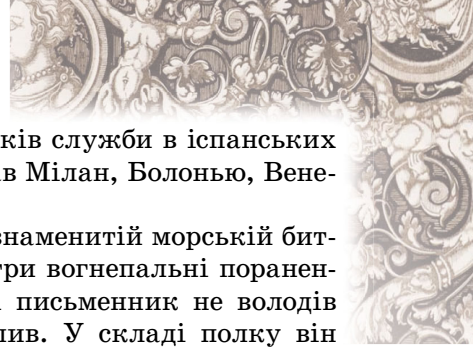 ків служби в іспанських
ів Мілан, Болонью, Вене-
знаменитій морській бит-
три вогнепальні поранен-
письменник не володів
лив. У складі полку він